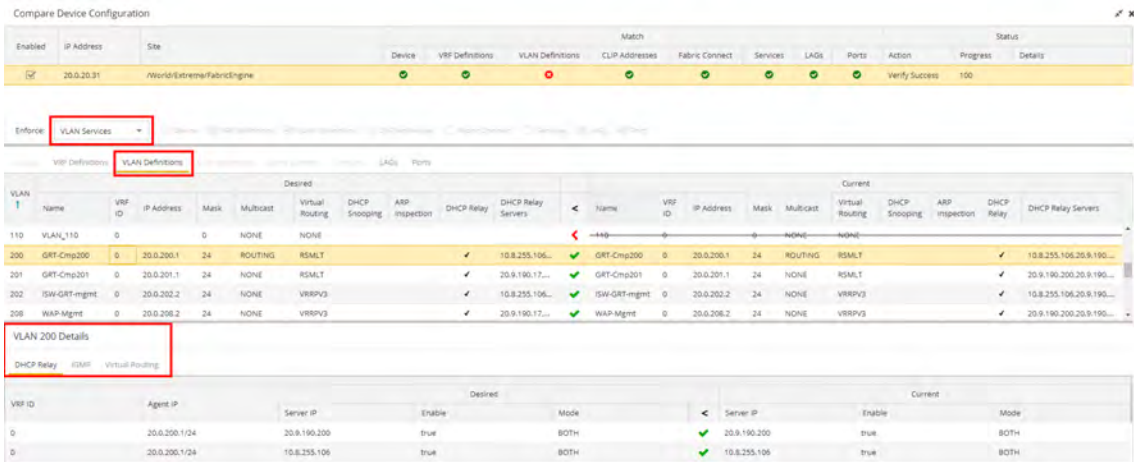 Compare Device Configuration
Enabled IP Address Site Match Status
Device VRF Definitions VLAN Definitions CLIP Addresses Fabric Connect Services LAGs Ports Action Progress Details
20.0.20.31 /World/Extreme/FabricEngine Verify Success 100
Enforce: VLAN Services
VRF Definitions VLAN Definitions LAGs Ports
VLAN Desired Current
Name VRF ID IP Address Mask Multicast Virtual Routing DHCP Snooping ARP Inspection DHCP Relay DHCP Relay Servers < Name VRF ID IP Address Mask Multicast Virtual Routing DHCP Snooping ARP Inspection DHCP Relay DHCP Relay Servers
110 VLAN_110 0 0 NONE NONE < 110 0 0 NONE NONE
200 GRT-Cmp200 0 20.0.200.1 24 ROUTING RSMLT 10.8.255.106... GRT-Cmp200 0 20.0.200.1 24 ROUTING RSMLT 10.8.255.106,20.9.190....
201 GRT-Cmp201 0 20.0.201.1 24 NONE RSMLT 20.9.190.17,... GRT-Cmp201 0 20.0.201.1 24 NONE RSMLT 20.9.190.200,20.9.190....
202 ISW-GRT-mgmt 0 20.0.202.2 24 NONE VRRPV3 10.8.255.106... ISW-GRT-mgmt 0 20.0.202.2 24 NONE VRRPV3 10.8.255.106,20.9.190....
208 WAP-Mgmt 0 20.0.208.2 24 NONE VRRPV3 20.9.190.17,... WAP-Mgmt 0 20.0.208.2 24 NONE VRRPV3 20.9.190.200,20.9.190....
VLAN 200 Details
DHCP Relay IGMP Virtual Routing
VRF ID Agent IP Desired Current
Server IP Enable Mode < Server IP Enable Mode
0 20.0.200.1/24 20.9.190.200 true BOTH 20.9.190.200 true BOTH
0 20.0.200.1/24 10.8.255.106 true BOTH 10.8.255.106 true BOTH